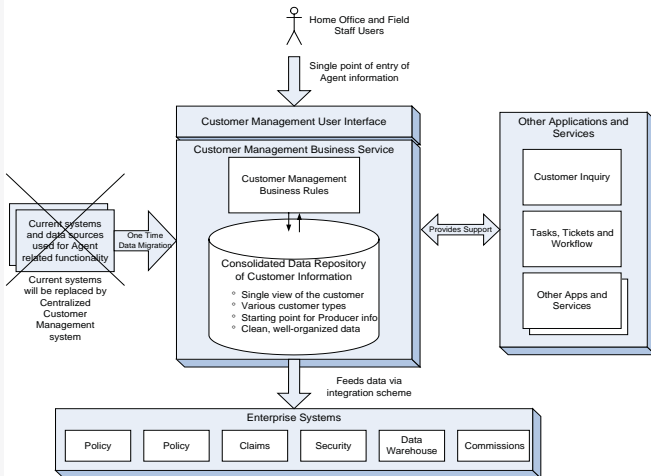 Home Office and Field
Staff Users
Single point of entry of
Agent information
Customer Management User Interface
Customer Management Business Service
Customer Management
Business Rules
Consolidated Data Repository
of Customer Information
Single view of the customer
Various customer types
Starting point for Producer info
Clean, well-organized data
Current systems
and data sources
used for Agent
related functionality
One Time
Data Migration
Current systems
will be replaced by
Centralized
Customer
Management
system
Provides Support
Other Applications and
Services
Customer Inquiry
Tasks, Tickets and
Workflow
Other Apps and
Services
Feeds data via
integration scheme
Enterprise Systems
Policy
Policy
Claims
Security
Data
Warehouse
Commissions